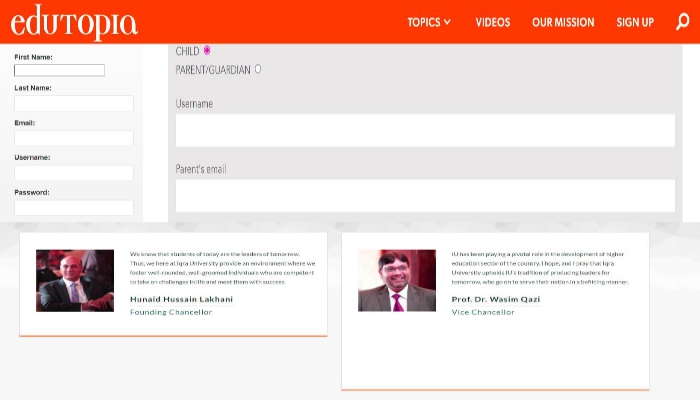 edutopia
TOPICS VIDEOS OUR MISSION SIGN UP
First Name:
Last Name:
Email:
Username:
Password:
CHILD
PARENT/GUARDIAN
Username
Parent's email
We know that students of today are the leaders of tomorrow.
Thus, we here at Iqra University provide an environment where we
foster well-rounded, well-groomed individuals who are competent
to take on challenges in life and meet them with success.
Hunaid Hussain Lakhani
Founding Chancellor
IU has been playing a pivotal role in the development of higher
education sector of the country. I hope, and I pray that Iqra
University upholds IU's tradition of producing leaders for
tomorrow, who go on to serve their nation in a befitting manner.
Prof. Dr. Wasim Qazi
Vice Chancellor